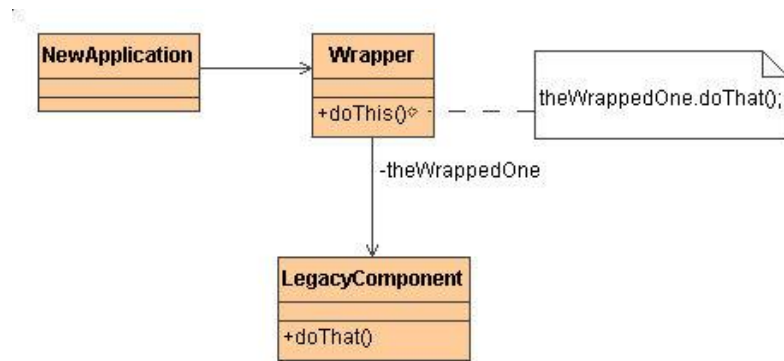 NewApplication
Wrapper
+doThis()
theWrappedOne.doThat();
-theWrappedOne
LegacyComponent
+doThat()